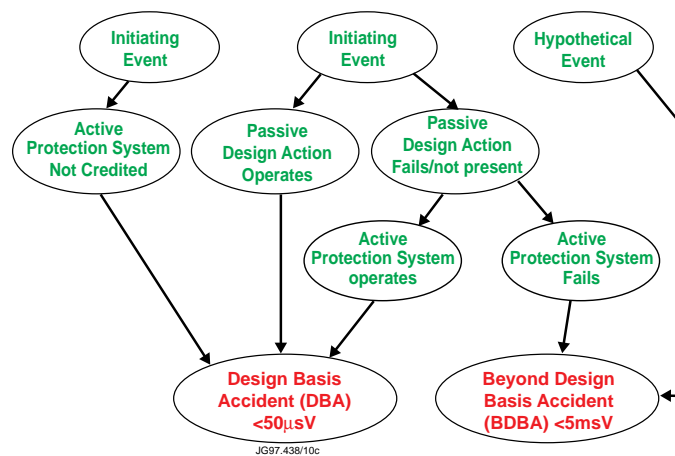 Initiating
Event
Initiating
Event
Hypothetical
Event
Active
Protection System
Not Credited
Passive
Design Action
Operates
Passive
Design Action
Fails/not present
Active
Protection System
operates
Active
Protection System
Fails
Design Basis
Accident (DBA)
<50μsV
Beyond Design
Basis Accident
(BDBA) <5msV
JG97.438/10c